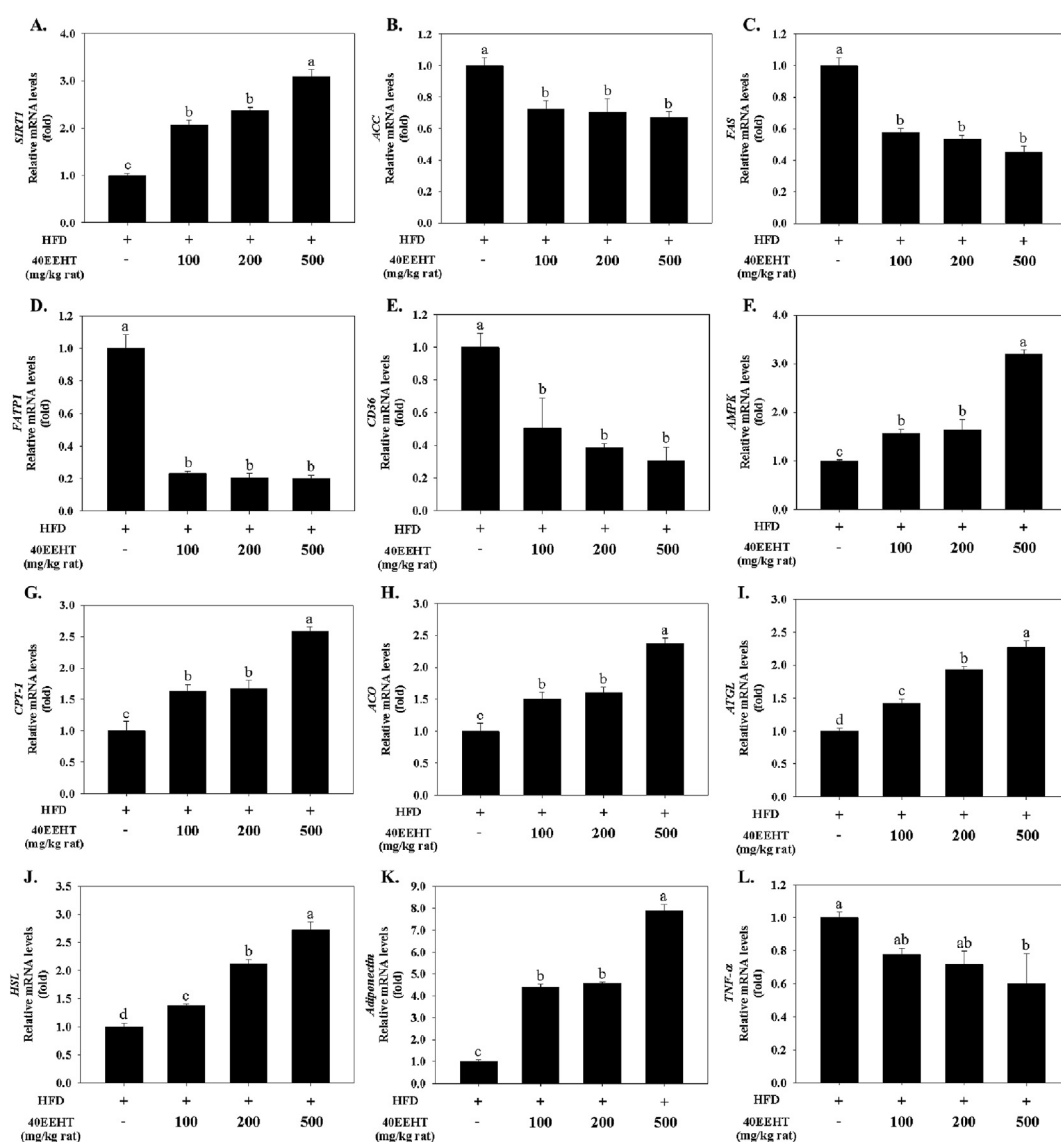 A.
SIRT1
Relative mRNA levels
(fold)
4.0
3.0
2.0
1.0
0.0
c
b
b
a
HFD
+ + + +
40EEHT
(mg/kg rat)
- 100 200 500
B.
ACC
Relative mRNA levels
(fold)
1.2
1.0
0.8
0.6
0.4
0.2
0.0
a
b
b
b
HFD
+ + + +
40EEHT
(mg/kg rat)
- 100 200 500
C.
FAS
Relative mRNA levels
(fold)
1.2
1.0
0.8
0.6
0.4
0.2
0.0
a
b
b
b
HFD
+ + + +
40EEHT
(mg/kg rat)
- 100 200 500
D.
FATP1
Relative mRNA levels
(fold)
1.2
1.0
0.8
0.6
0.4
0.2
0.0
a
b
b
b
HFD
+ + + +
40EEHT
(mg/kg rat)
- 100 200 500
E.
CD36
Relative mRNA levels
(fold)
1.2
1.0
0.8
0.6
0.4
0.2
0.0
a
b
b
b
HFD
+ + + +
40EEHT
(mg/kg rat)
- 100 200 500
F.
AMPK
Relative mRNA levels
(fold)
4.0
3.0
2.0
1.0
0.0
c
b
b
a
HFD
+ + + +
40EEHT
(mg/kg rat)
- 100 200 500
G.
CPT-1
Relative mRNA levels
(fold)
3.0
2.5
2.0
1.5
1.0
0.5
0.0
c
b
b
a
HFD
+ + + +
40EEHT
(mg/kg rat)
- 100 200 500
H.
ACO
Relative mRNA levels
(fold)
3.0
2.5
2.0
1.5
1.0
0.5
0.0
c
b
b
a
HFD
+ + + +
40EEHT
(mg/kg rat)
- 100 200 500
I.
ATGL
Relative mRNA levels
(fold)
3.0
2.5
2.0
1.5
1.0
0.5
0.0
d
c
b
a
HFD
+ + + +
40EEHT
(mg/kg rat)
- 100 200 500
J.
HSL
Relative mRNA levels
(fold)
3.5
3.0
2.5
2.0
1.5
1.0
0.5
0.0
d
c
b
a
HFD
+ + + +
40EEHT
(mg/kg rat)
- 100 200 500
K.
Adiponectin
Relative mRNA levels
(fold)
9.0
8.0
7.0
6.0
5.0
4.0
3.0
2.0
1.0
0.0
c
b
b
a
HFD
+ + + +
40EEHT
(mg/kg rat)
- 100 200 500
L.
TNF-α
Relative mRNA levels
(fold)
1.2
1.0
0.8
0.6
0.4
0.2
0.0
a
ab
ab
b
HFD
+ + + +
40EEHT
(mg/kg rat)
- 100 200 500